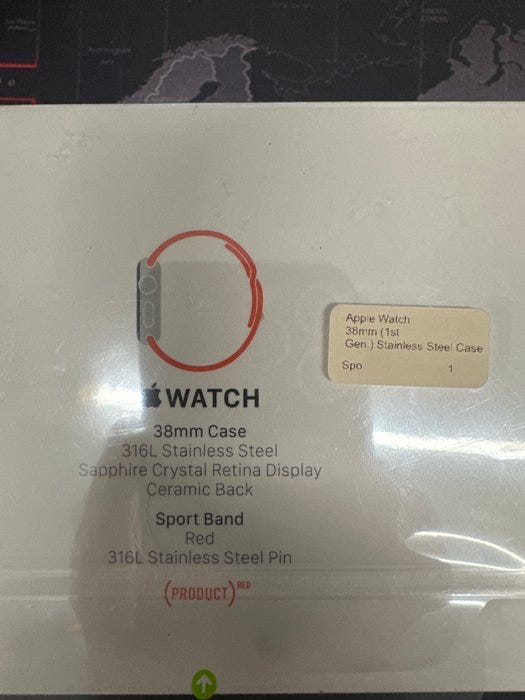 WATCH
38mm Case
316L Stainless Steel
Sapphire Crystal Retina Display
Ceramic Back
Sport Band
Red
316L Stainless Steel Pin
(PRODUCT)RED
Apple Watch
38mm (1st
Gen.) Stainless Steel Case
Spo 1